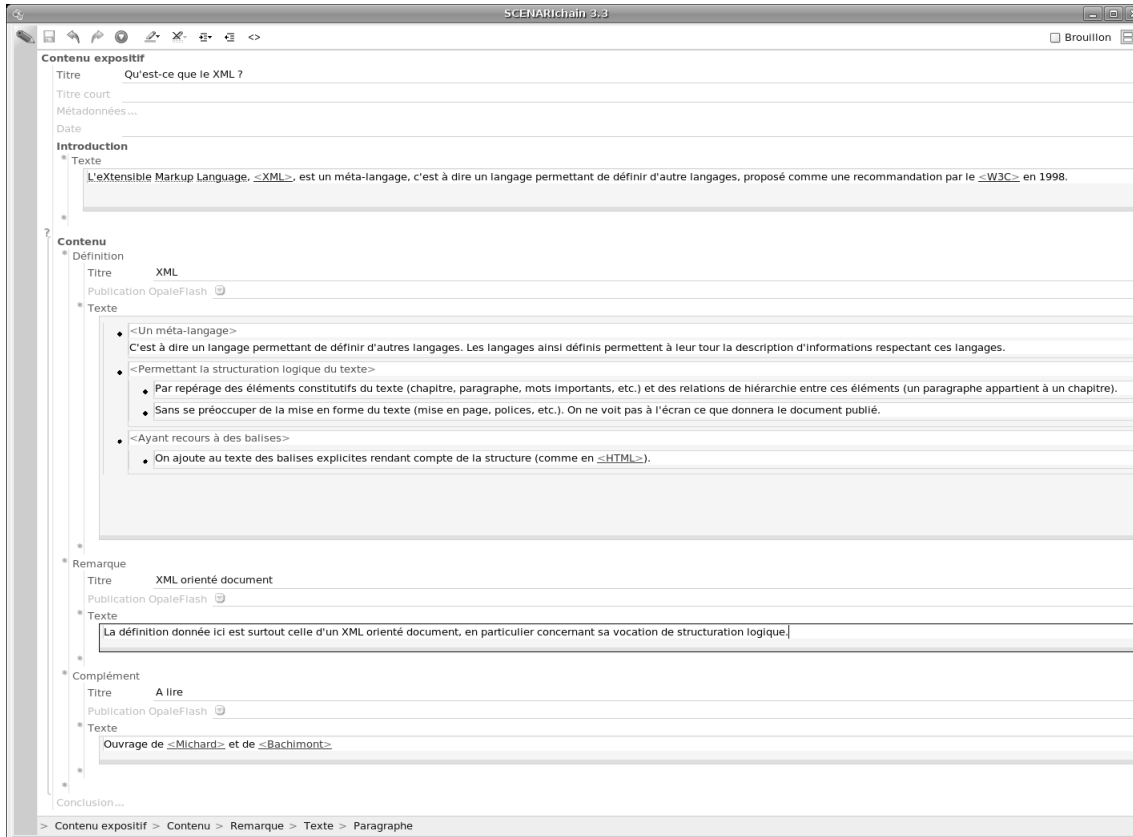 SCENARIchain 3.3
<> Brouillon
Contenu expositif
Titre Qu'est-ce que le XML ?
Titre court
Métadonnées...
Date
Introduction
* Texte
L'eXtensible Markup Language, <XML>, est un méta-langage, c'est à dire un langage permettant de définir d'autre langages, proposé comme une recommandation par le <W3C> en 1998.
*
?
Contenu
* Définition
Titre XML
Publication OpaleFlash
* Texte
• <Un méta-langage>
C'est à dire un langage permettant de définir d'autres langages. Les langages ainsi définis permettent à leur tour la description d'informations respectant ces langages.
• <Permettant la structuration logique du texte>
• Par repérage des éléments constitutifs du texte (chapitre, paragraphe, mots importants, etc.) et des relations de hiérarchie entre ces éléments (un paragraphe appartient à un chapitre).
• Sans se préoccuper de la mise en forme du texte (mise en page, polices, etc.). On ne voit pas à l'écran ce que donnera le document publié.
• <Ayant recours à des balises>
• On ajoute au texte des balises explicites rendant compte de la structure (comme en <HTML>).
*
* Remarque
Titre XML orienté document
Publication OpaleFlash
* Texte
La définition donnée ici est surtout celle d'un XML orienté document, en particulier concernant sa vocation de structuration logique.
*
* Complément
Titre A lire
Publication OpaleFlash
* Texte
Ouvrage de <Michard> et de <Bachimont>
*
*
Conclusion...
> Contenu expositif > Contenu > Remarque > Texte > Paragraphe